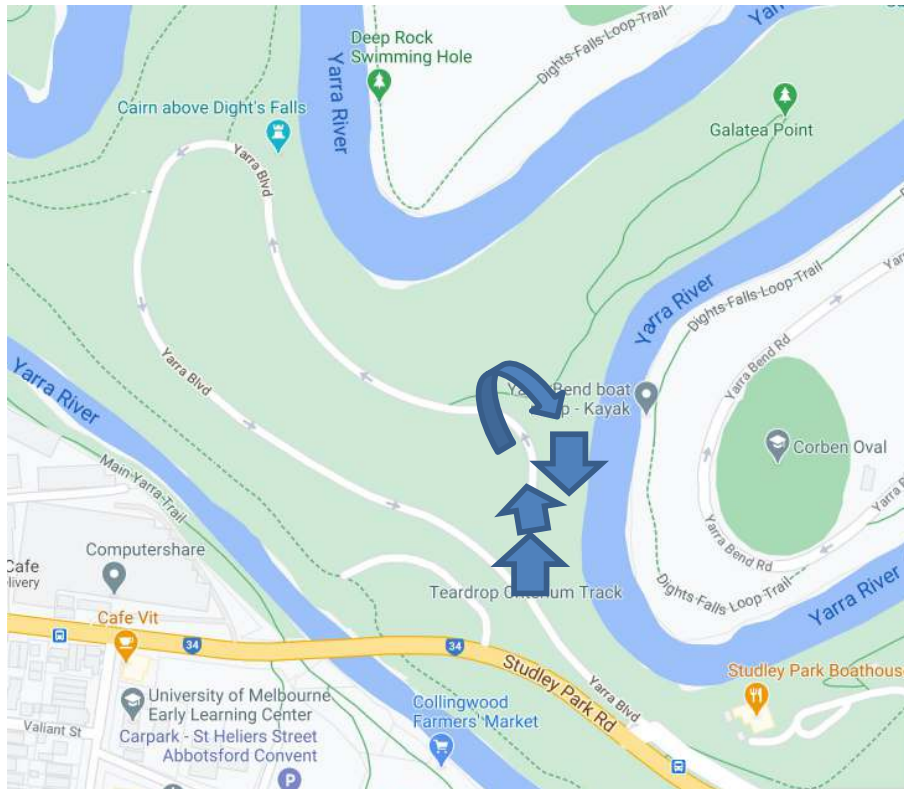 Yarra
Deep Rock
Swimming Hole
Dights-Falls-Loop-Trail
Yarra River
Cairn above Dight's Falls
Galatea Point
Yarra River
Yarra Blvd
Dights-Falls-Loop-Trail
Yarra River
Yarra Bend Rd
Yarra Blvd
Yarra River
Bend boat
- Kayak
Corben Oval
Main-Yarra-Trail
Yarra Bend Rd
Computershare
Cafe
elivery
Teardrop
Track
Dights-Falls Loop-Trail
Yarra River
Cafe Vit
34
34
Studley Park Rd
Studley Park Boathouse
University of Melbourne
Early Learning Center
Yarra Blvd
Collingwood
Farmers' Market
Valiant St
Carpark - St Heliers Street
Abbotsford Convent
P